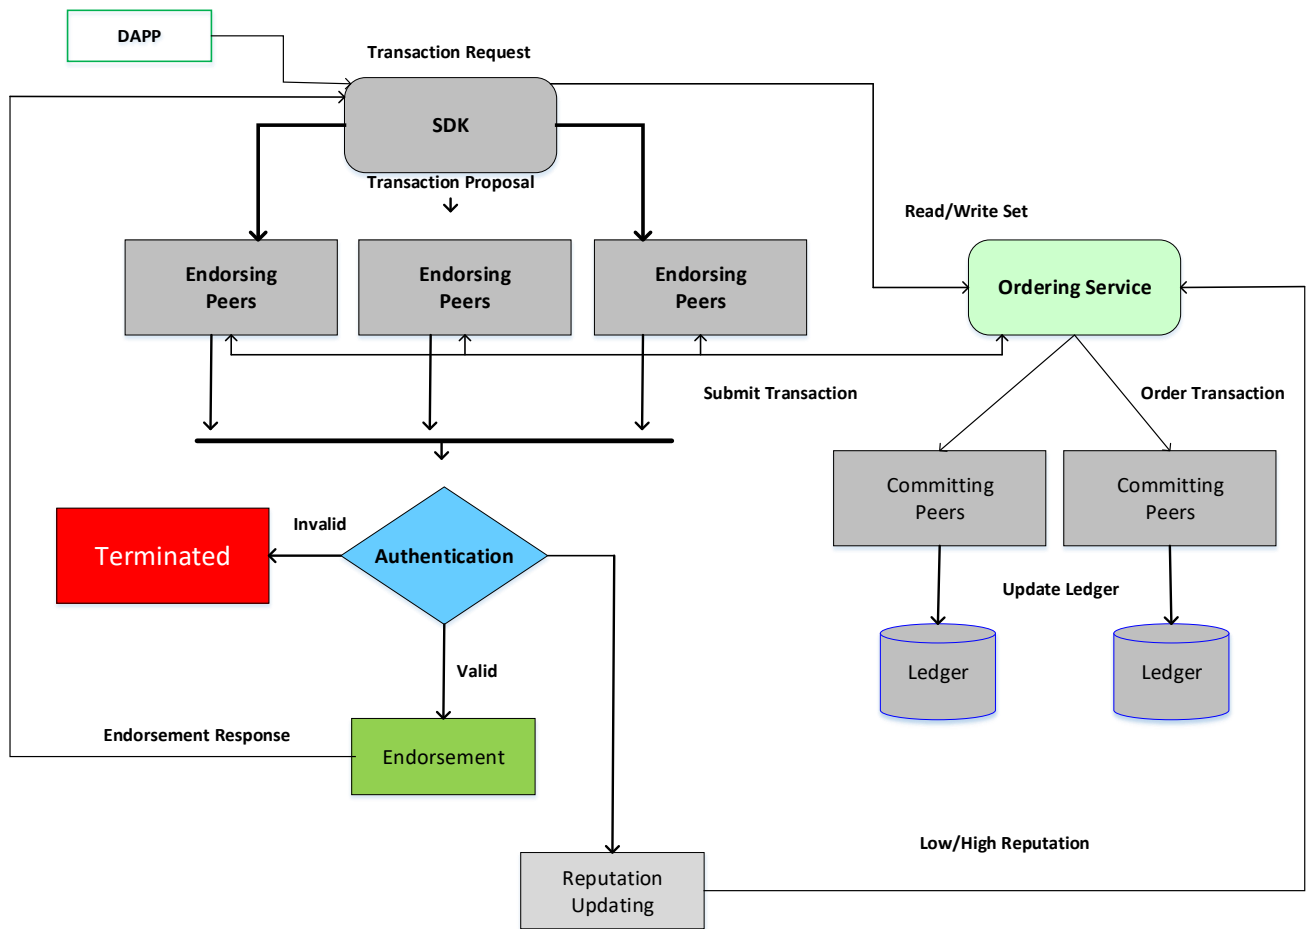 DAPP
Transaction Request
SDK
Transaction Proposal
Read/Write Set
Endorsing
Peers
Endorsing
Peers
Endorsing
Peers
Ordering Service
Submit Transaction
Order Transaction
Committing
Peers
Committing
Peers
Invalid
Terminated
Authentication
Update Ledger
Valid
Ledger
Ledger
Endorsement Response
Endorsement
Low/High Reputation
Reputation
Updating